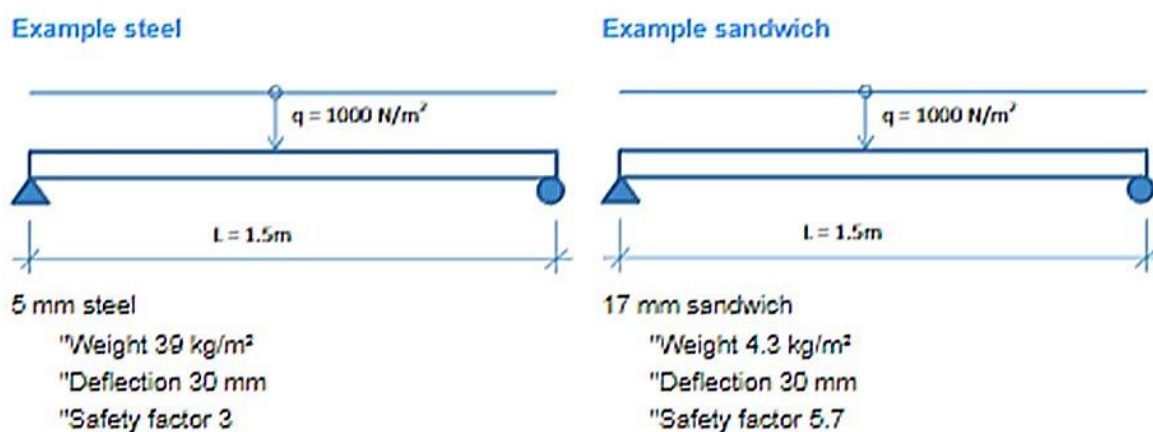 Example steel
q = 1000 N/m²
L = 1.5m
5 mm steel
"Weight 39 kg/m²
"Deflection 30 mm
"Safety factor 3
Example sandwich
q = 1000 N/m²
L = 1.5m
17 mm sandwich
"Weight 4.3 kg/m²
"Deflection 30 mm
"Safety factor 5.7